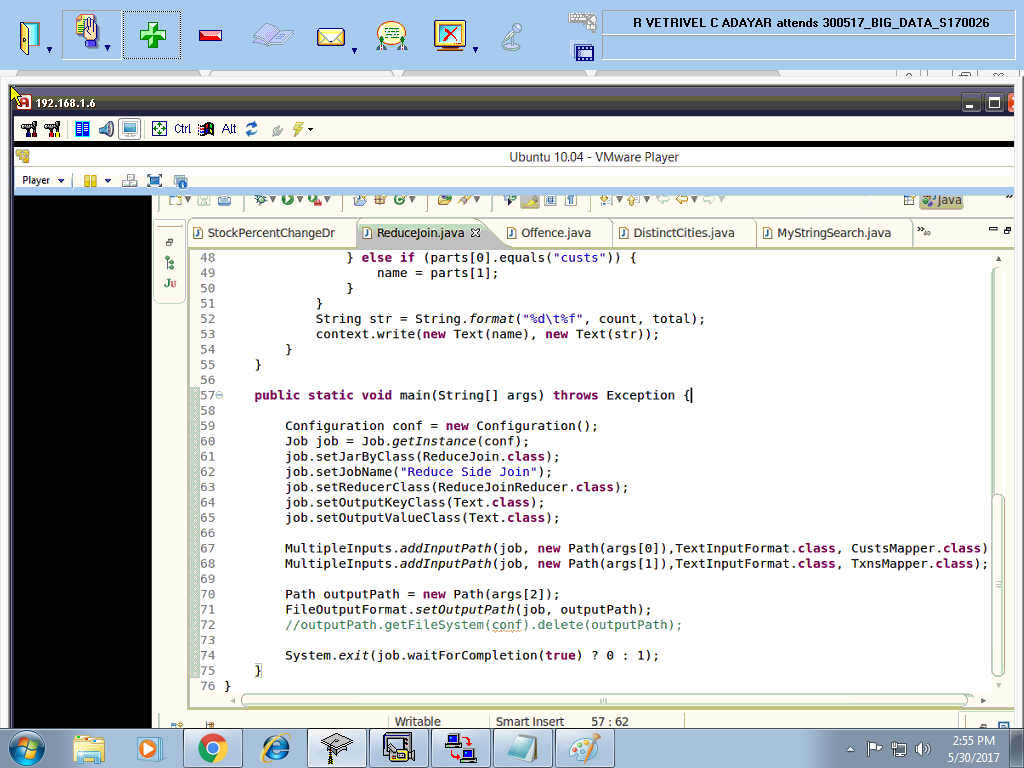 R VETRIVEL C ADAYAR attends 300517_BIG_DATA_S170026
192.168.1.6
Ctrl Alt
Ubuntu 10.04 - VMware Player
Player
Java
StockPercentChangeDr ReduceJoin.java Offence.java DistinctCities.java MyStringSearch.java »40
48 } else if (parts[0].equals("custs")) {
49 name = parts[1];
50 }
51 }
52 String str = String.format("%d\t%f", count, total);
53 context.write(new Text(name), new Text(str));
54 }
55 }
56
57 public static void main(String[] args) throws Exception {
58
59 Configuration conf = new Configuration();
60 Job job = Job.getInstance(conf);
61 job.setJarByClass(ReduceJoin.class);
62 job.setJobName("Reduce Side Join");
63 job.setReducerClass(ReduceJoinReducer.class);
64 job.setOutputKeyClass(Text.class);
65 job.setOutputValueClass(Text.class);
66
67 MultipleInputs.addInputPath(job, new Path(args[0]),TextInputFormat.class, CustsMapper.class)
68 MultipleInputs.addInputPath(job, new Path(args[1]),TextInputFormat.class, TxnsMapper.class);
69
70 Path outputPath = new Path(args[2]);
71 FileOutputFormat.setOutputPath(job, outputPath);
72 //outputPath.getFileSystem(conf).delete(outputPath);
73
74 System.exit(job.waitForCompletion(true) ? 0 : 1);
75 }
76 }
Ju
Writable Smart Insert 57 : 62
2:55 PM
5/30/2017